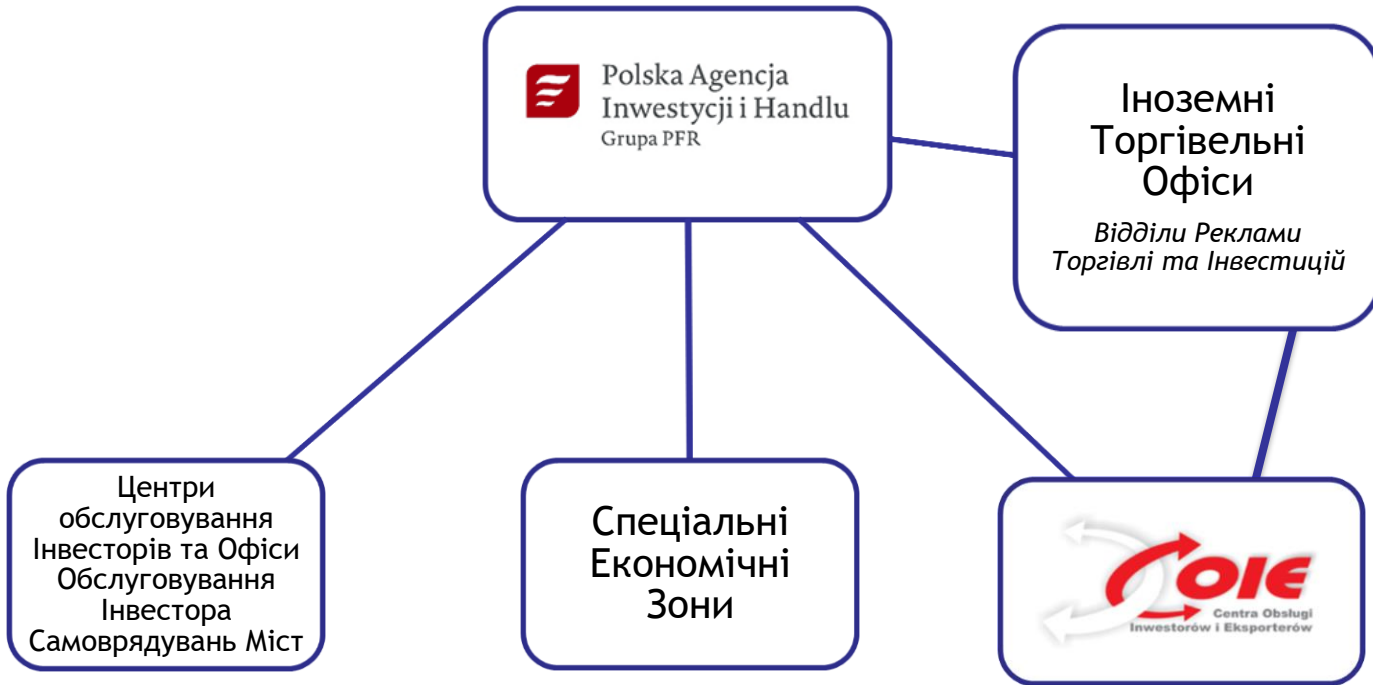 Polska Agencja
Inwestycji i Handlu
Grupa PFR
Іноземні
Торгівельні
Офіси
Відділи Реклами
Торгівлі та Інвестицій
Центри
обслуговування
Інвесторів та Офіси
Обслуговування
Інвестора
Самоврядувань Міст
Спеціальні
Економічні
Зони
COIE
Centra Obsługi
Inwestorów i Eksporterów